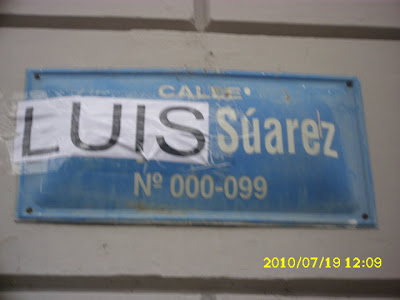 CALLE
LUIS Súarez
Nº 000-099
2010/07/19 12:09